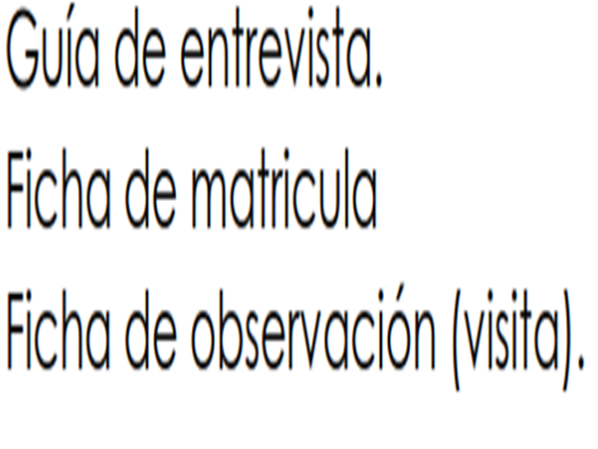 Guía de entrevista.
Ficha de matricula
Ficha de observación (visita).